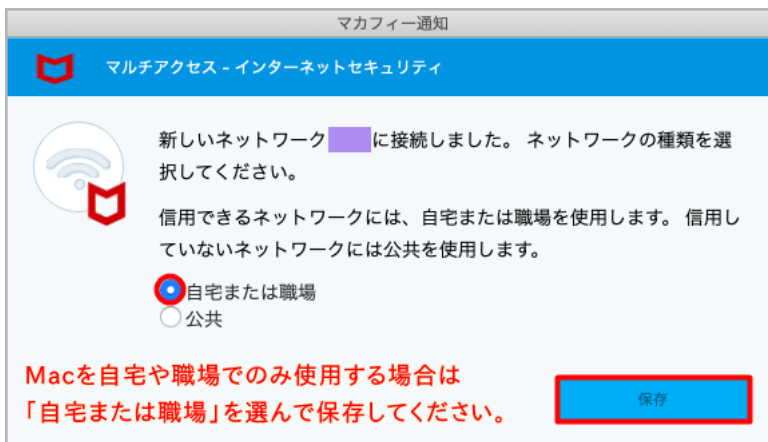 マカフィー通知
マルチアクセス – インターネットセキュリティ
新しいネットワーク に接続しました。 ネットワークの種類を選
択してください。
信用できるネットワークには、自宅または職場を使用します。 信用し
ていないネットワークには公共を使用します。
自宅または職場
公共
Macを自宅や職場でのみ使用する場合は
「自宅または職場」を選んで保存してください。
保存